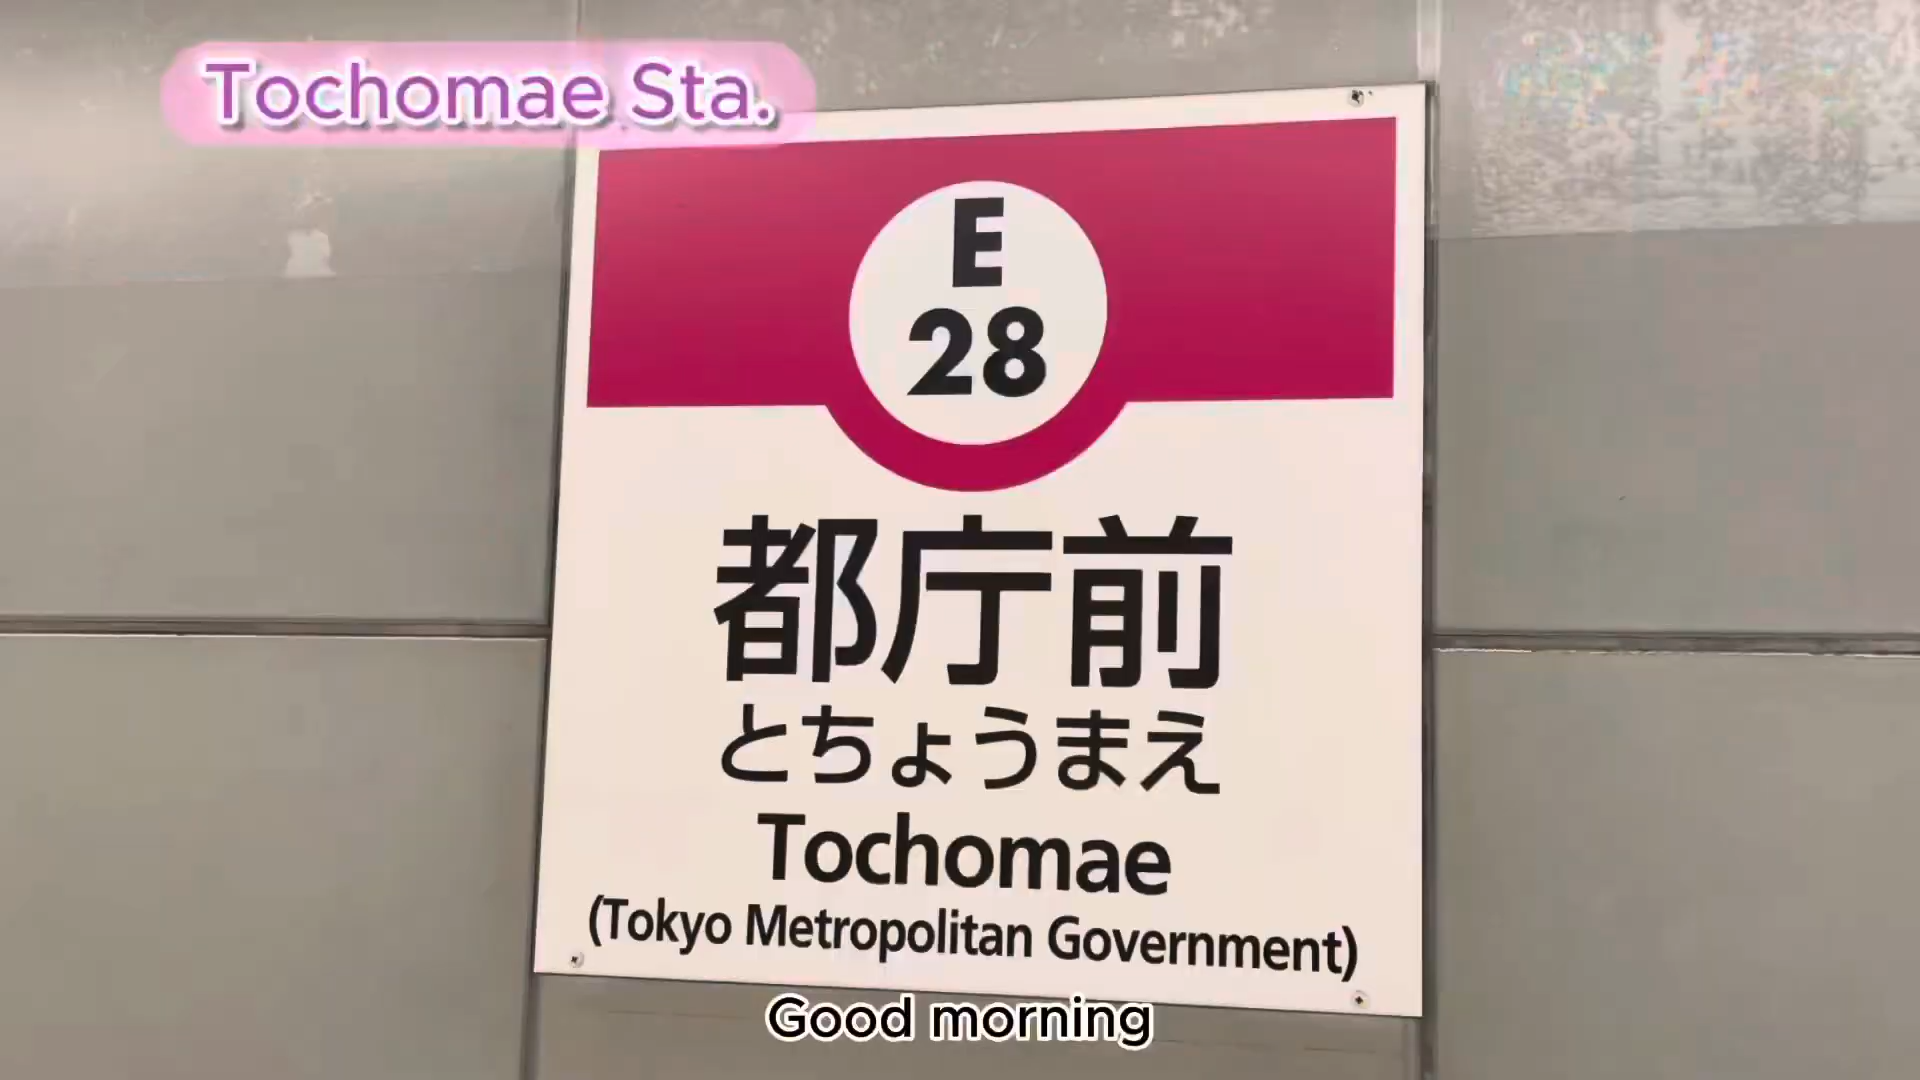 Tochomae Sta.
E
28
都庁前
とちょうまえ
Tochomae
(Tokyo Metropolitan Government)
Good morning